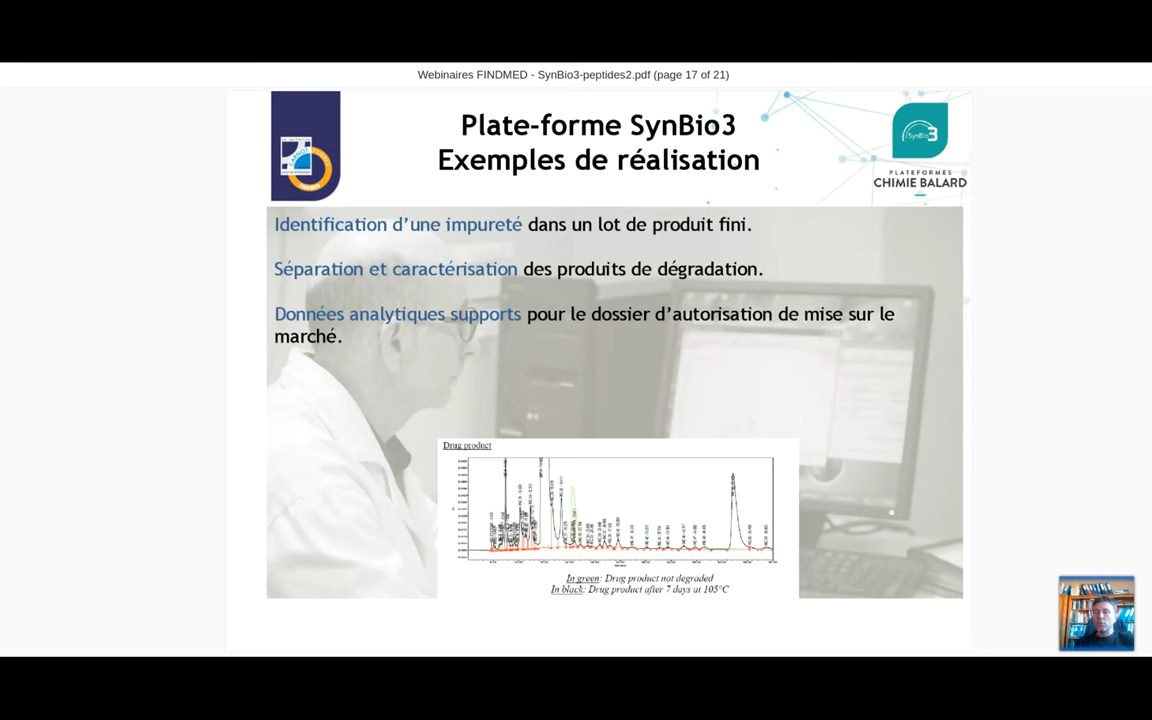 Webinaires FINDMED - SynBio3-peptides2.pdf (page 17 of 21)
Plate-forme SynBio3
Exemples de réalisation
SynBio3
PLATEFORMES
CHIMIE BALARD
CARNOT
Identification d’une impureté dans un lot de produit fini.
Séparation et caractérisation des produits de dégradation.
Données analytiques supports pour le dossier d’autorisation de mise sur le
marché.
Drug product
In green: Drug product not degraded
In black: Drug product after 7 days at 105°C